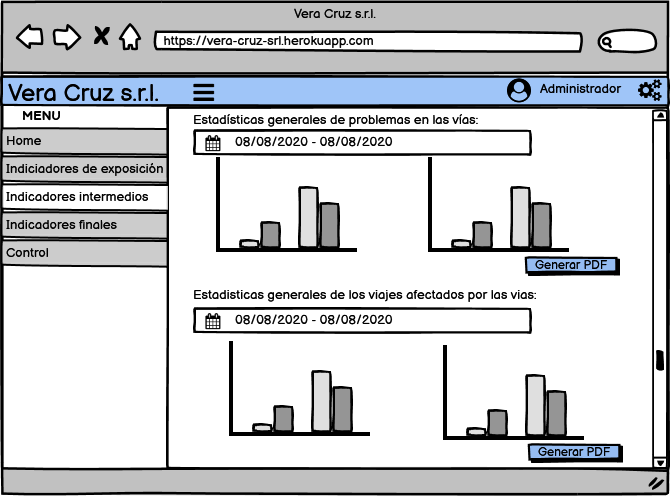 Vera Cruz s.r.l.
https://vera-cruz-srl.herokuapp.com
Vera Cruz s.r.l.
Administrador
MENU
Home
Indiciadores de exposición
Indicadores intermedios
Indicadores finales
Control
Estadísticas generales de problemas en las vías:
08/08/2020 - 08/08/2020
Generar PDF
Estadisticas generales de los viajes afectados por las vias:
08/08/2020 - 08/08/2020
Generar PDF